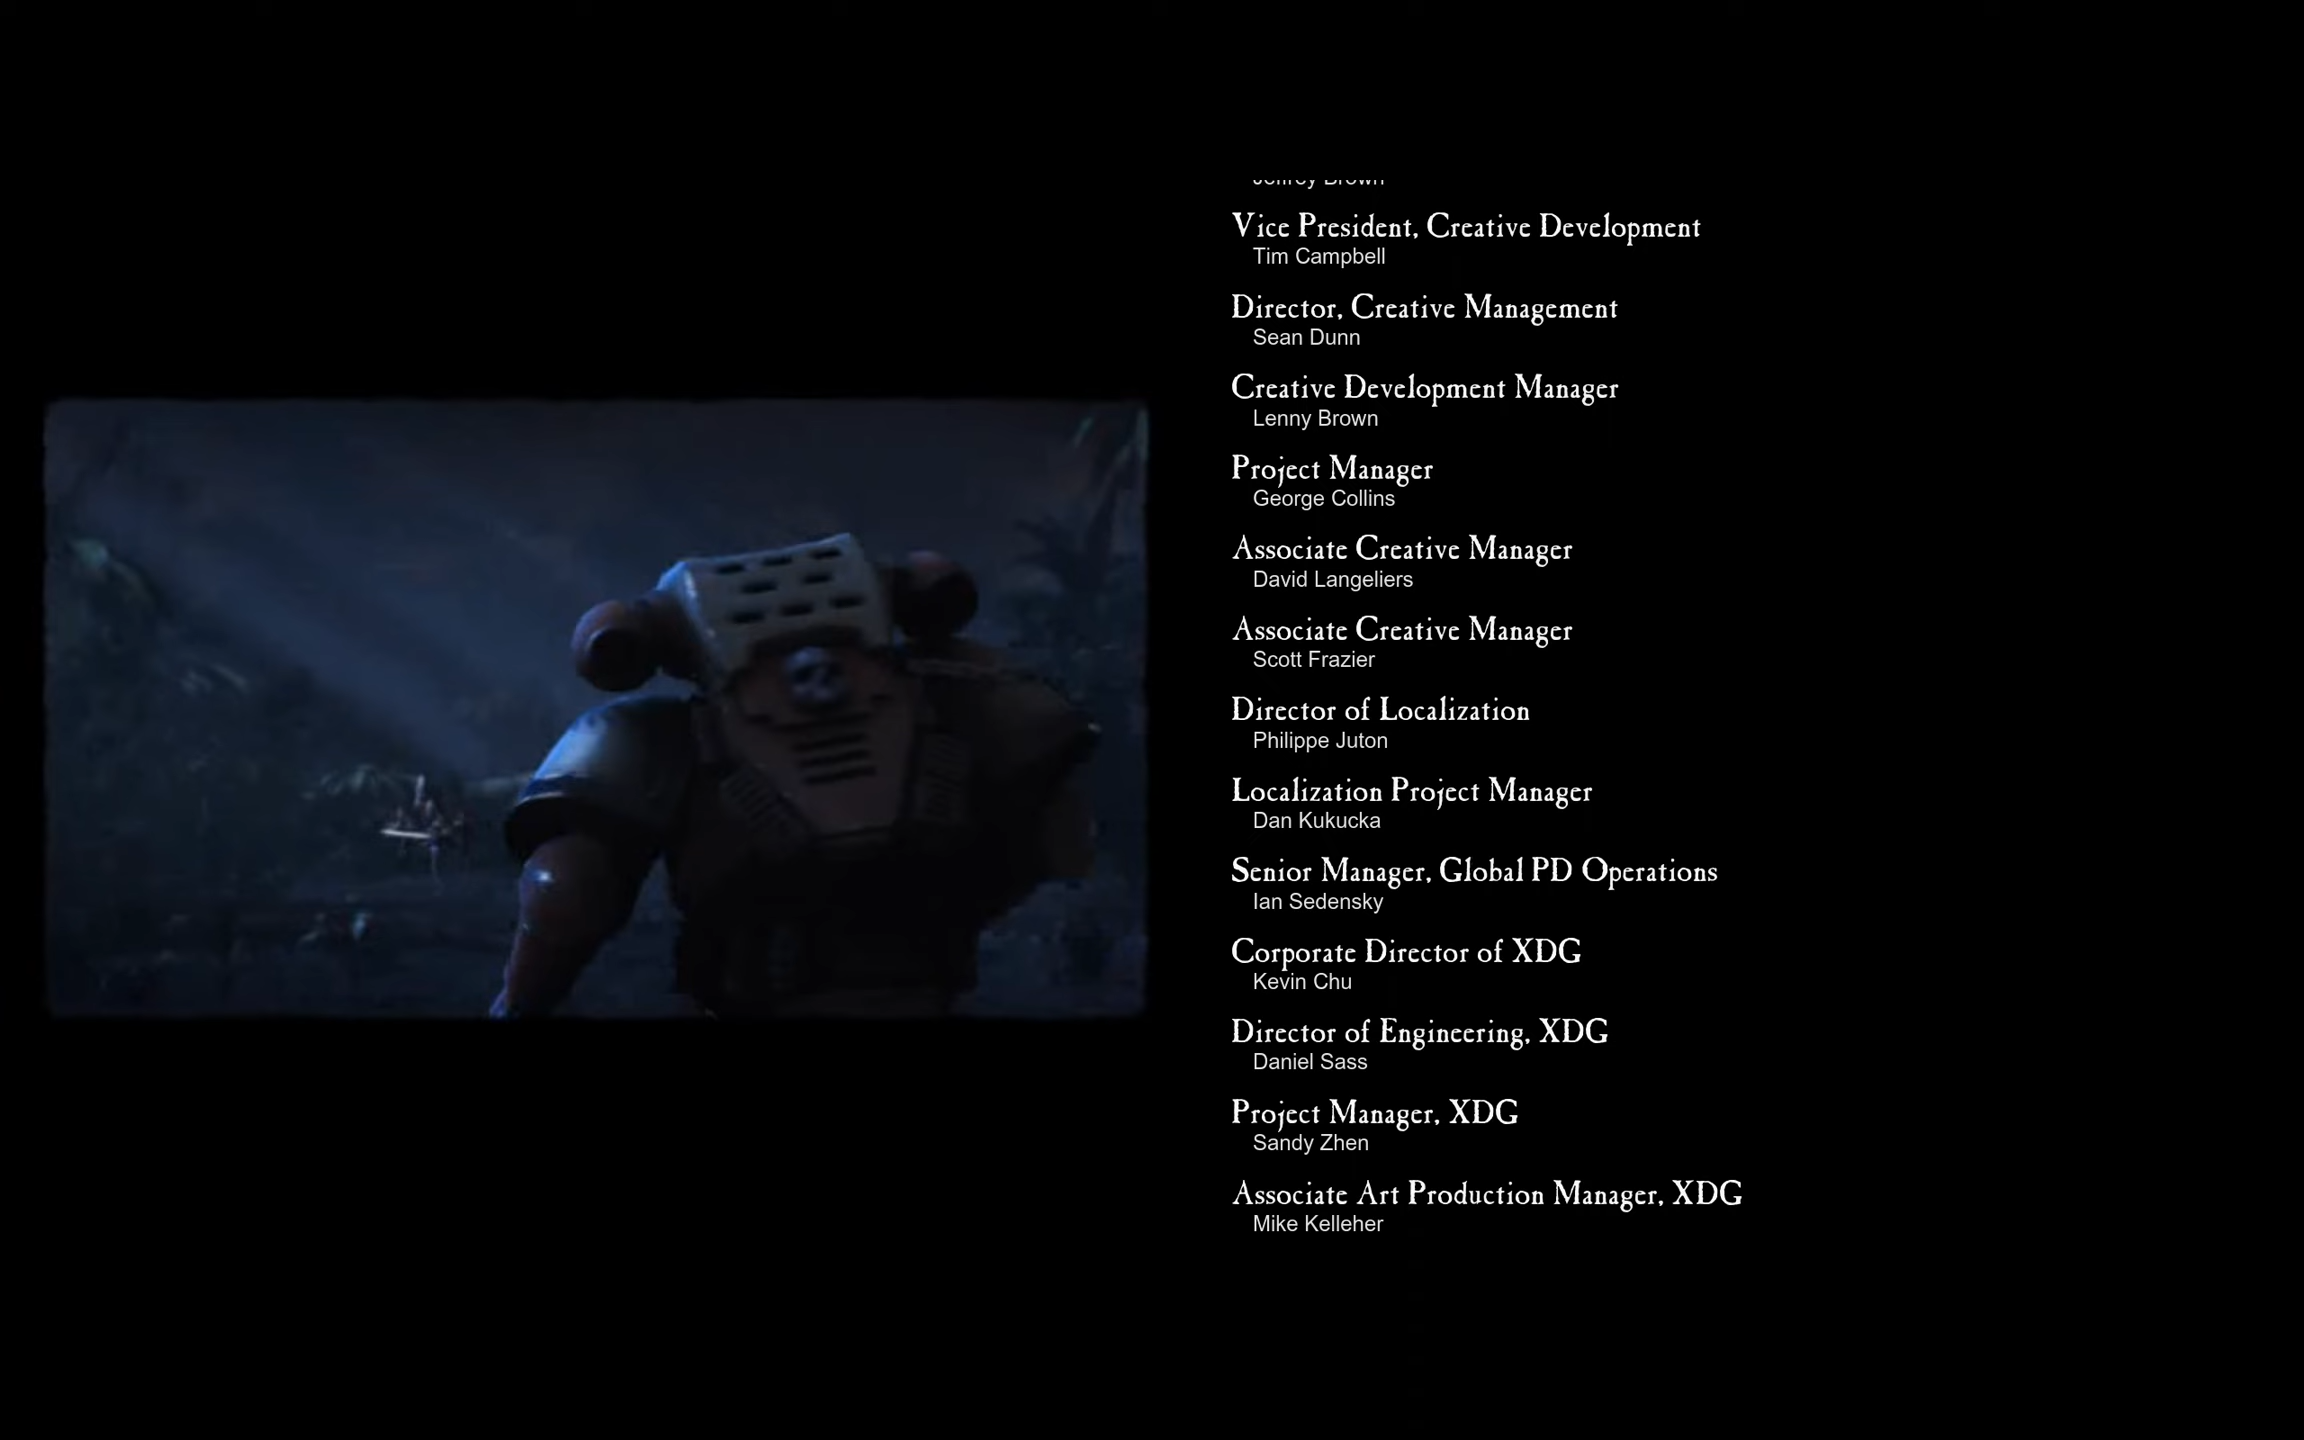 Jeffrey Brown
Vice President, Creative Development
Tim Campbell
Director, Creative Management
Sean Dunn
Creative Development Manager
Lenny Brown
Project Manager
George Collins
Associate Creative Manager
David Langeliers
Associate Creative Manager
Scott Frazier
Director of Localization
Philippe Juton
Localization Project Manager
Dan Kukucka
Senior Manager, Global PD Operations
Ian Sedensky
Corporate Director of XDG
Kevin Chu
Director of Engineering, XDG
Daniel Sass
Project Manager, XDG
Sandy Zhen
Associate Art Production Manager, XDG
Mike Kelleher